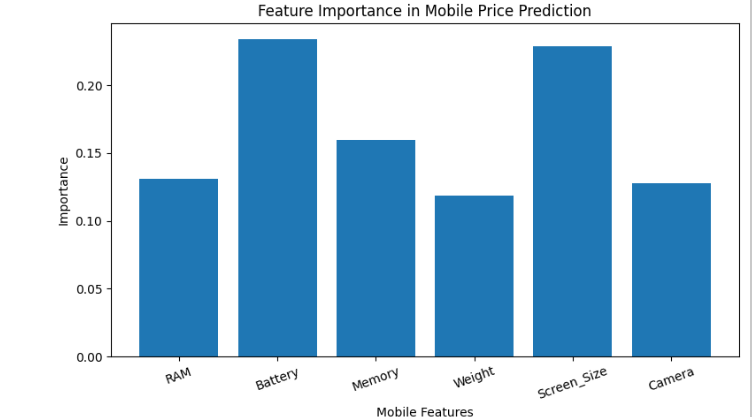 Feature Importance in Mobile Price Prediction
Importance
0.20
0.15
0.10
0.05
0.00
RAM
Battery
Memory
Weight
Screen_Size
Camera
Mobile Features